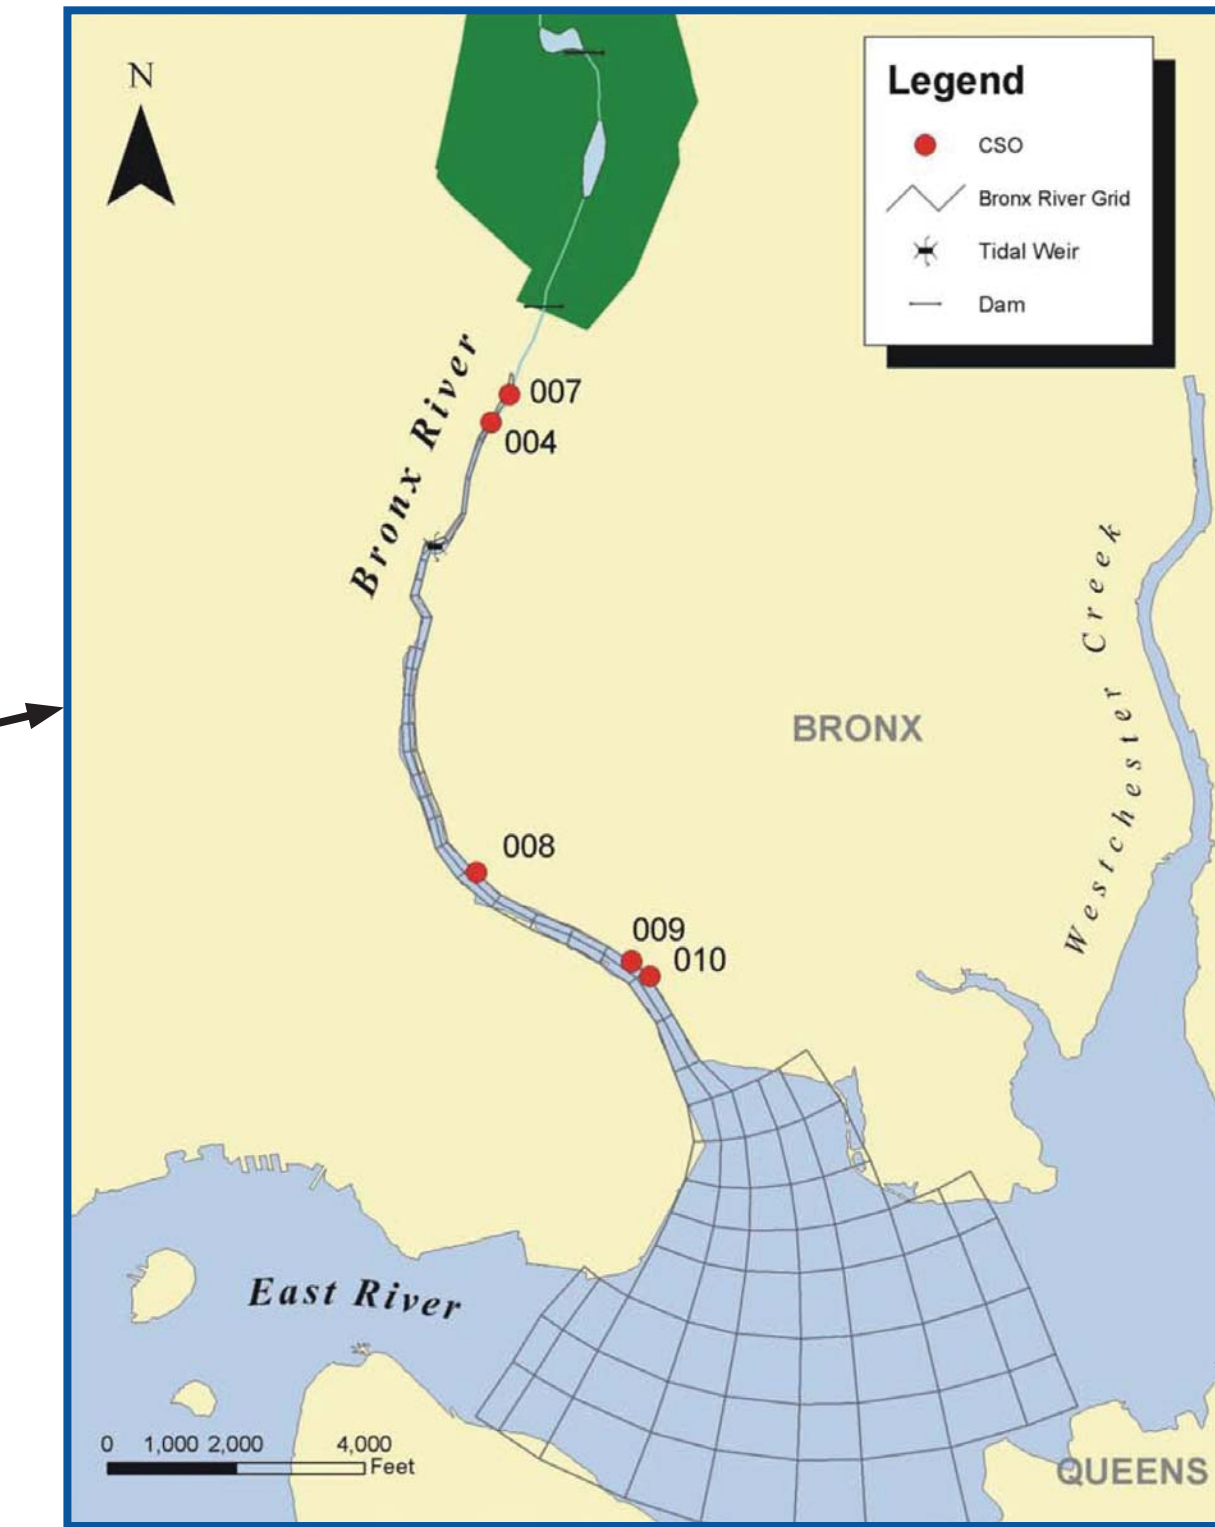 N
Legend
CSO
Bronx River Grid
Tidal Weir
Dam
Bronx River
007
004
Westchester Creek
BRONX
008
009
010
East River
0 1,000 2,000 4,000
Feet
QUEENS